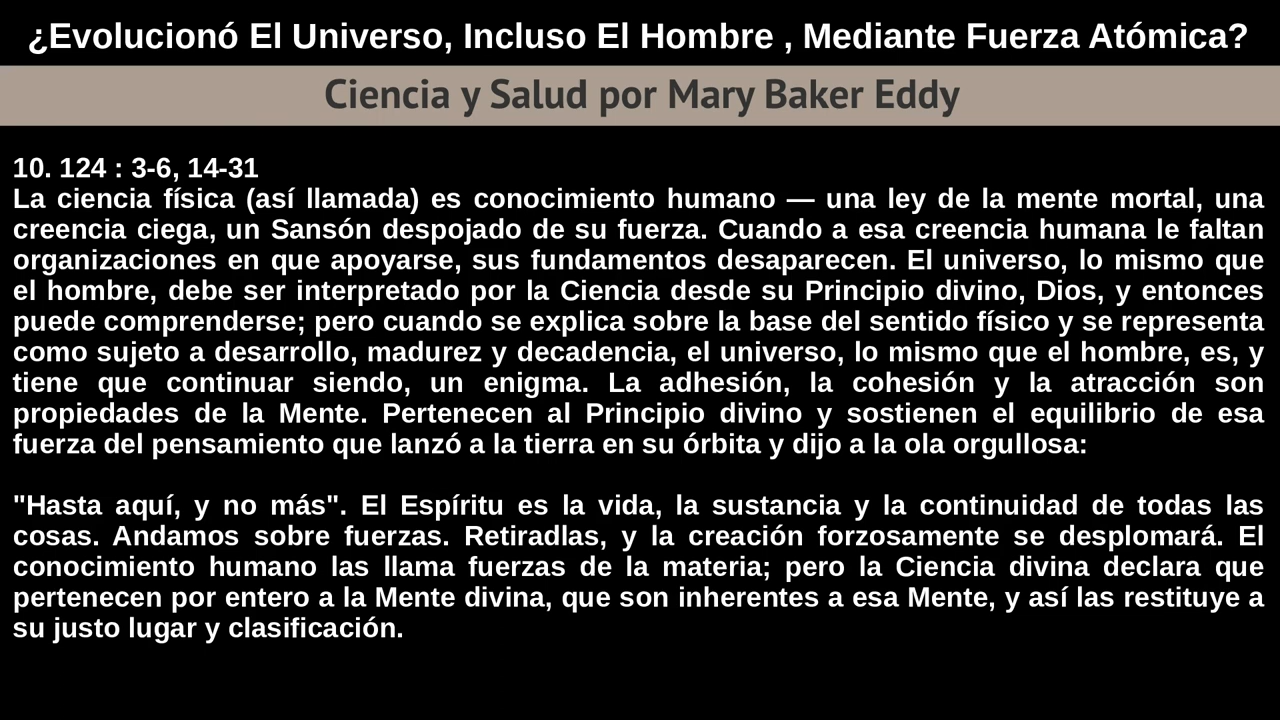 ¿Evolucionó El Universo, Incluso El Hombre , Mediante Fuerza Atómica?
Ciencia y Salud por Mary Baker Eddy
10. 124 : 3-6, 14-31
La ciencia física (así llamada) es conocimiento humano — una ley de la mente mortal, una
creencia ciega, un Sansón despojado de su fuerza. Cuando a esa creencia humana le faltan
organizaciones en que apoyarse, sus fundamentos desaparecen. El universo, lo mismo que
el hombre, debe ser interpretado por la Ciencia desde su Principio divino, Dios, y entonces
puede comprenderse; pero cuando se explica sobre la base del sentido físico y se representa
como sujeto a desarrollo, madurez y decadencia, el universo, lo mismo que el hombre, es, y
tiene que continuar siendo, un enigma. La adhesión, la cohesión y la atracción son
propiedades de la Mente. Pertenecen al Principio divino y sostienen el equilibrio de esa
fuerza del pensamiento que lanzó a la tierra en su órbita y dijo a la ola orgullosa:
"Hasta aquí, y no más". El Espíritu es la vida, la sustancia y la continuidad de todas las
cosas. Andamos sobre fuerzas. Retiradlas, y la creación forzosamente se desplomará. El
conocimiento humano las llama fuerzas de la materia; pero la Ciencia divina declara que
pertenecen por entero a la Mente divina, que son inherentes a esa Mente, y así las restituye a
su justo lugar y clasificación.